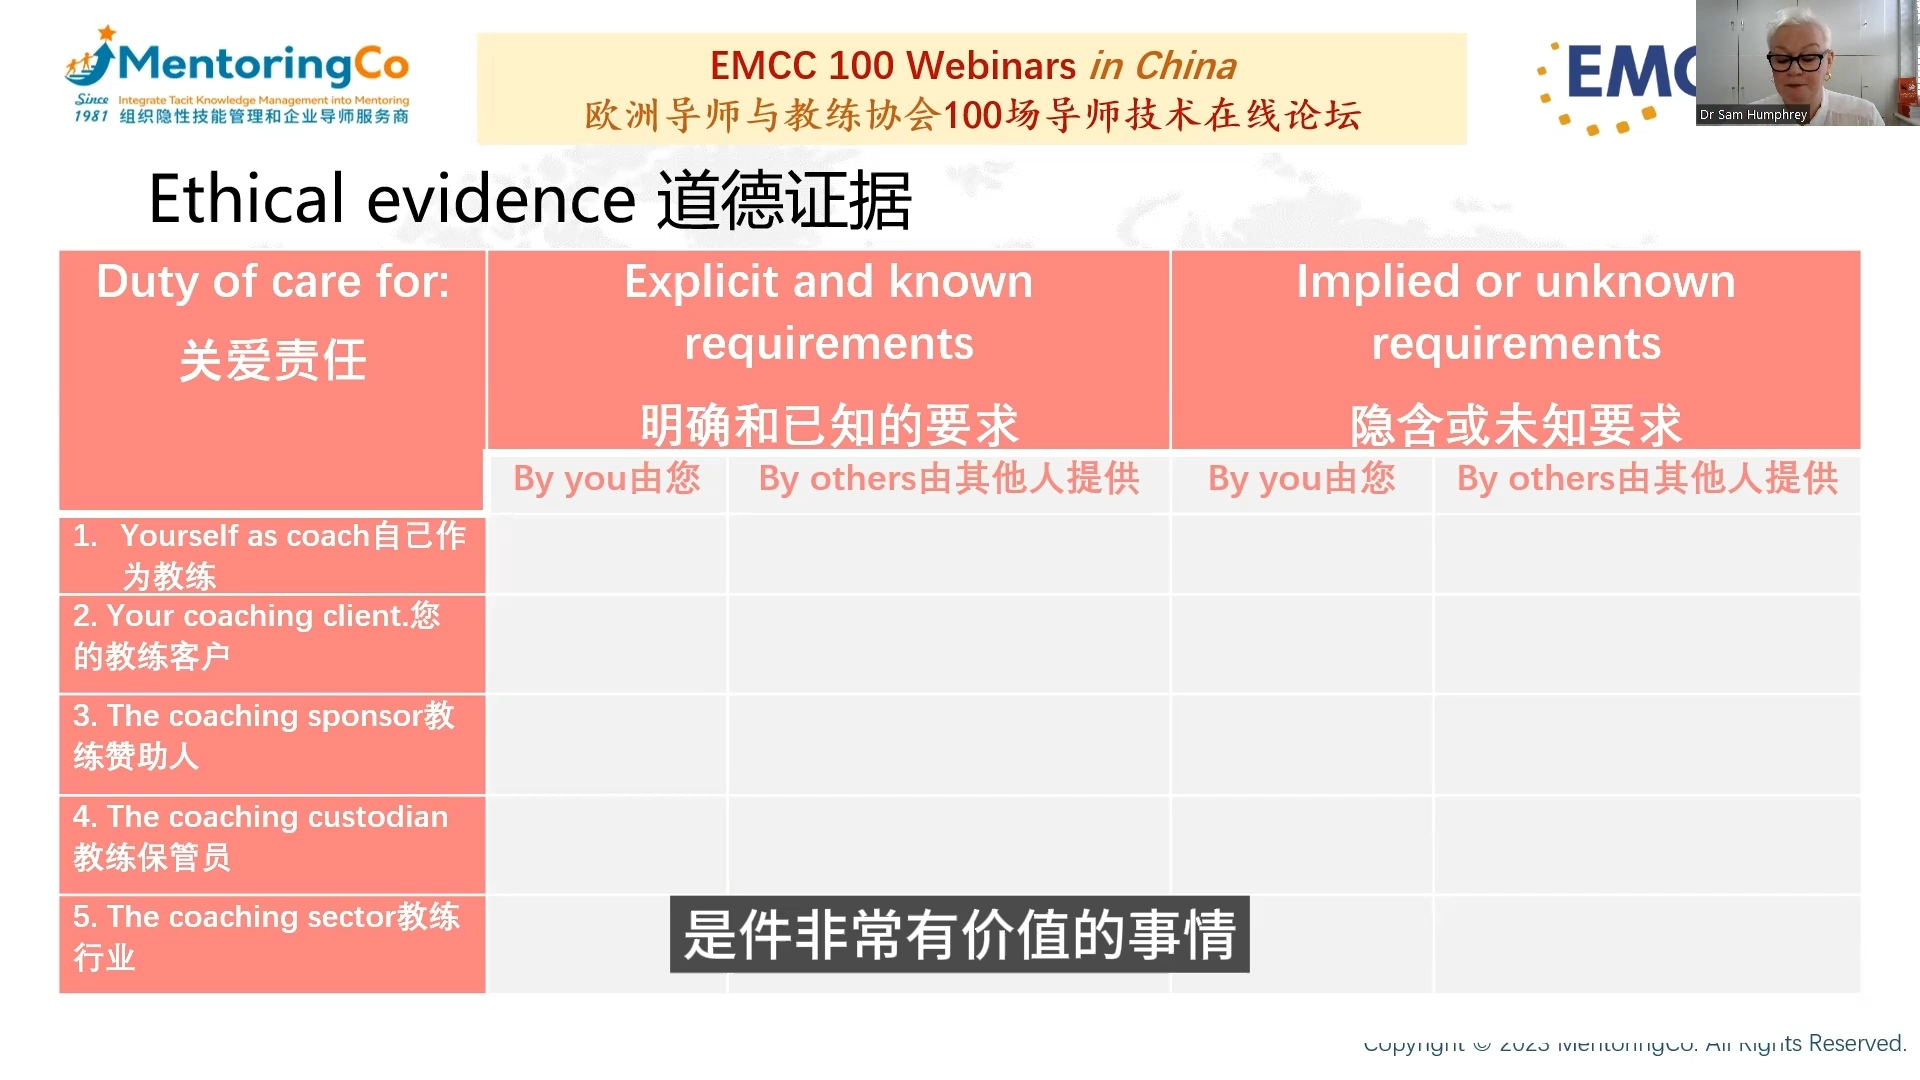 MentoringCo
Since 1981
Integrate Tacit Knowledge Management into Mentoring
组织隐性技能管理和企业导师服务商
EMCC 100 Webinars in China
欧洲导师与教练协会100场导师技术在线论坛
EMC
Dr Sam Humphrey
Ethical evidence 道德证据
Duty of care for:
关爱责任
Explicit and known
requirements
明确和已知的要求
Implied or unknown
requirements
隐含或未知要求
By you由您
By others由其他人提供
By you由您
By others由其他人提供
1. Yourself as coach自己作
为教练
2. Your coaching client.您
的教练客户
3. The coaching sponsor教
练赞助人
4. The coaching custodian
教练保管员
5. The coaching sector教练
行业
是件非常有价值的事情
Copyright © 2023 MentoringCo. All Rights Reserved.